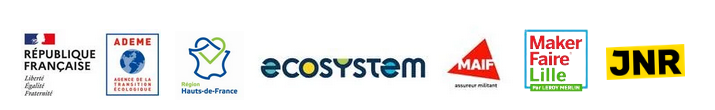 RÉPUBLIQUE
FRANÇAISE
Liberté
Égalité
Fraternité
ADEME
AGENCE DE LA
TRANSITION
ÉCOLOGIQUE
Région
Hauts-de-France
ecosystem
MAIF
assureur militant
Maker
Faire
Lille
Par LEROY MERLIN
JNR